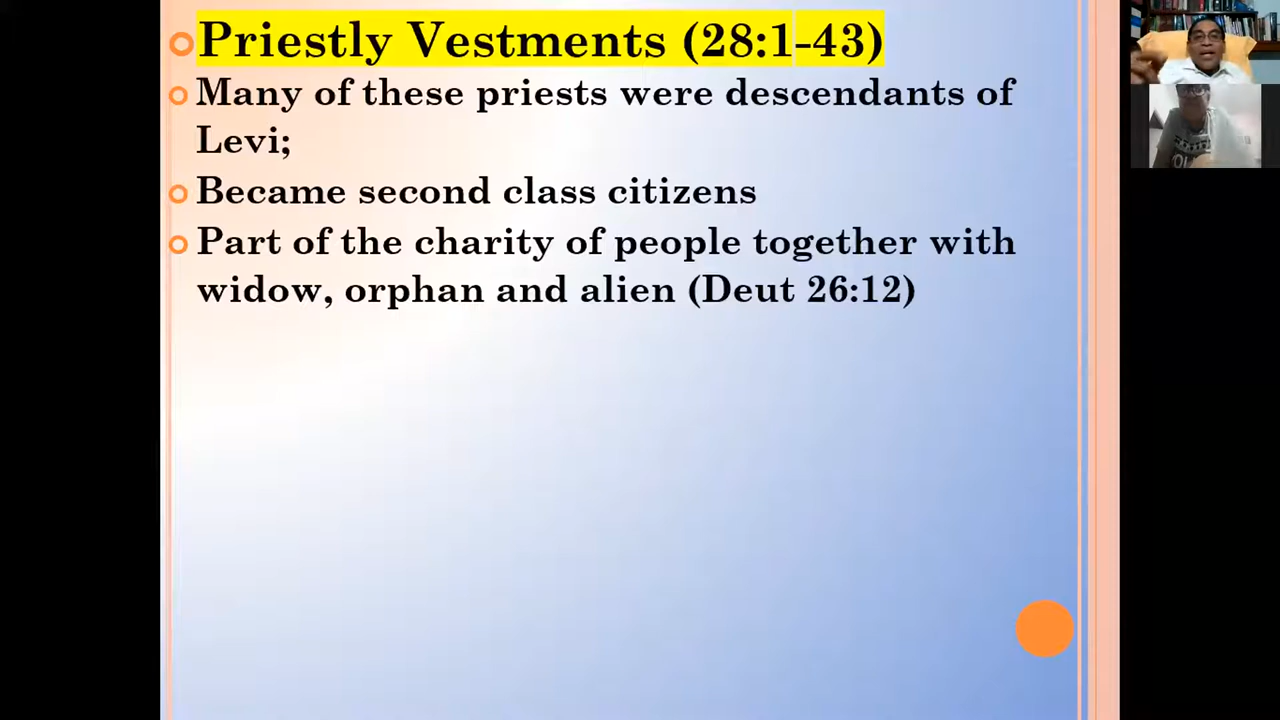 Priestly Vestments (28:1-43)
Many of these priests were descendants of
Levi;
Became second class citizens
Part of the charity of people together with
widow, orphan and alien (Deut 26:12)